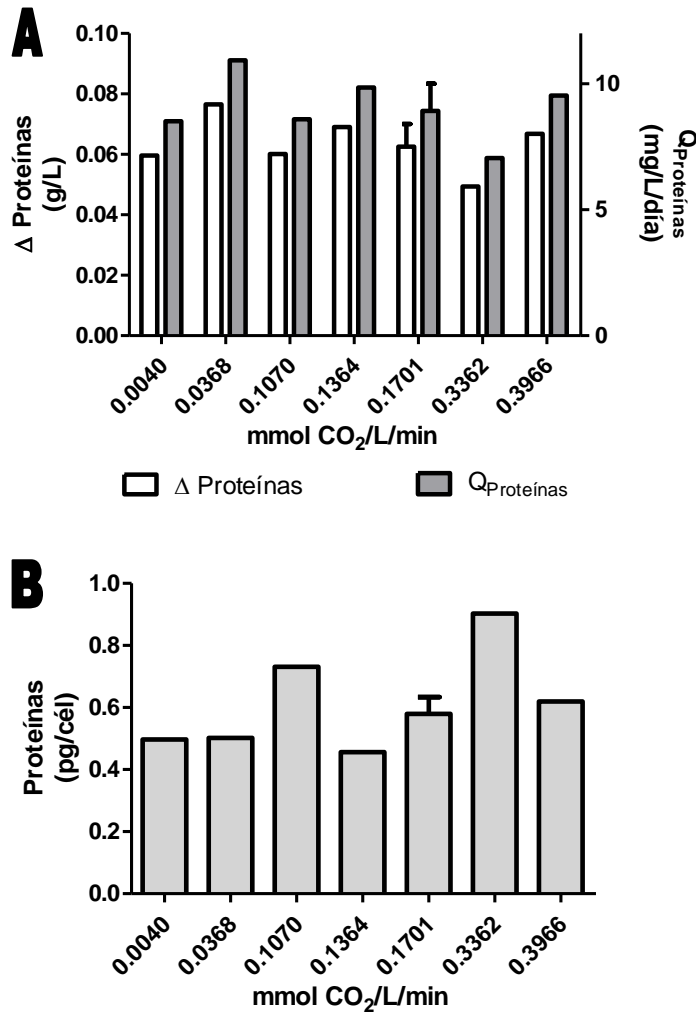 A
Δ Proteínas
(g/L)
0.10
0.08
0.06
0.04
0.02
0.00
10
5
0
QProteínas
(mg/L/día)
0.0040
0.0368
0.1070
0.1364
0.1701
0.3362
0.3966
mmol CO2/L/min
Δ Proteínas
QProteínas
B
Proteínas
(pg/cél)
1.0
0.8
0.6
0.4
0.2
0.0
0.0040
0.0368
0.1070
0.1364
0.1701
0.3362
0.3966
mmol CO2/L/min